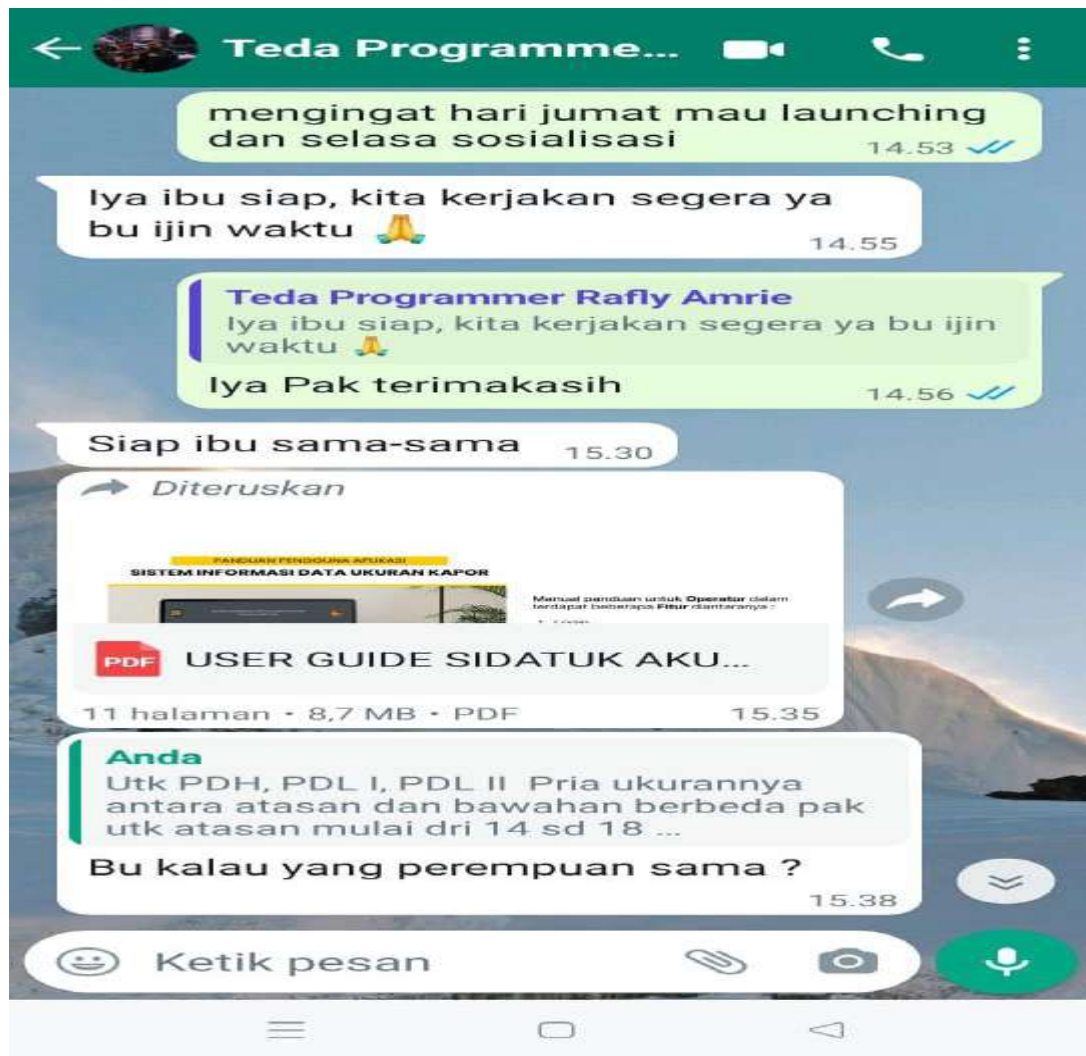 Teda Programme...
mengingat hari jumat mau launching
dan selasa sosialisasi
14.53
Iya ibu siap, kita kerjakan segera ya
bu ijin waktu 🙏
14.55
Teda Programmer Rafly Amrie
Iya ibu siap, kita kerjakan segera ya bu ijin
waktu 🙏
Iya Pak terimakasih
14.56
Siap ibu sama-sama
15.30
Diteruskan
PANDUAN PENGGUNA APLIKASI
SISTEM INFORMASI DATA UKURAN KAPOR
Manual panduan untuk Operator dalam
terdapat beberapa Fitur diantaranya :
PDF USER GUIDE SIDATUK AKU...
11 halaman • 8,7 MB • PDF
15.35
Anda
Utk PDH, PDL I, PDL II Pria ukurannya
antara atasan dan bawahan berbeda pak
utk atasan mulai dri 14 sd 18 ...
Bu kalau yang perempuan sama ?
15.38
Ketik pesan